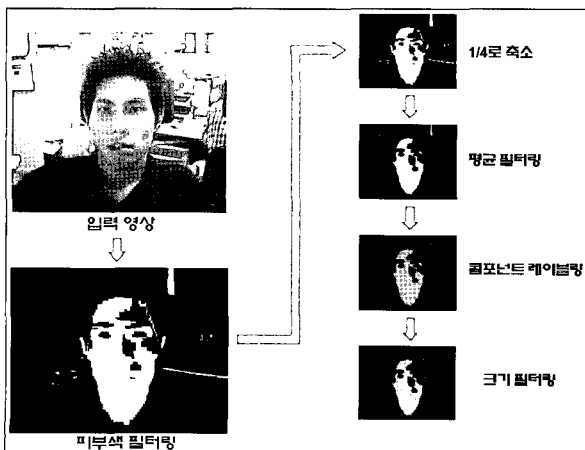 입력 영상
피부색 필터링
1/4로 축소
평균 필터링
콤포넌트 레이블링
크기 필터링